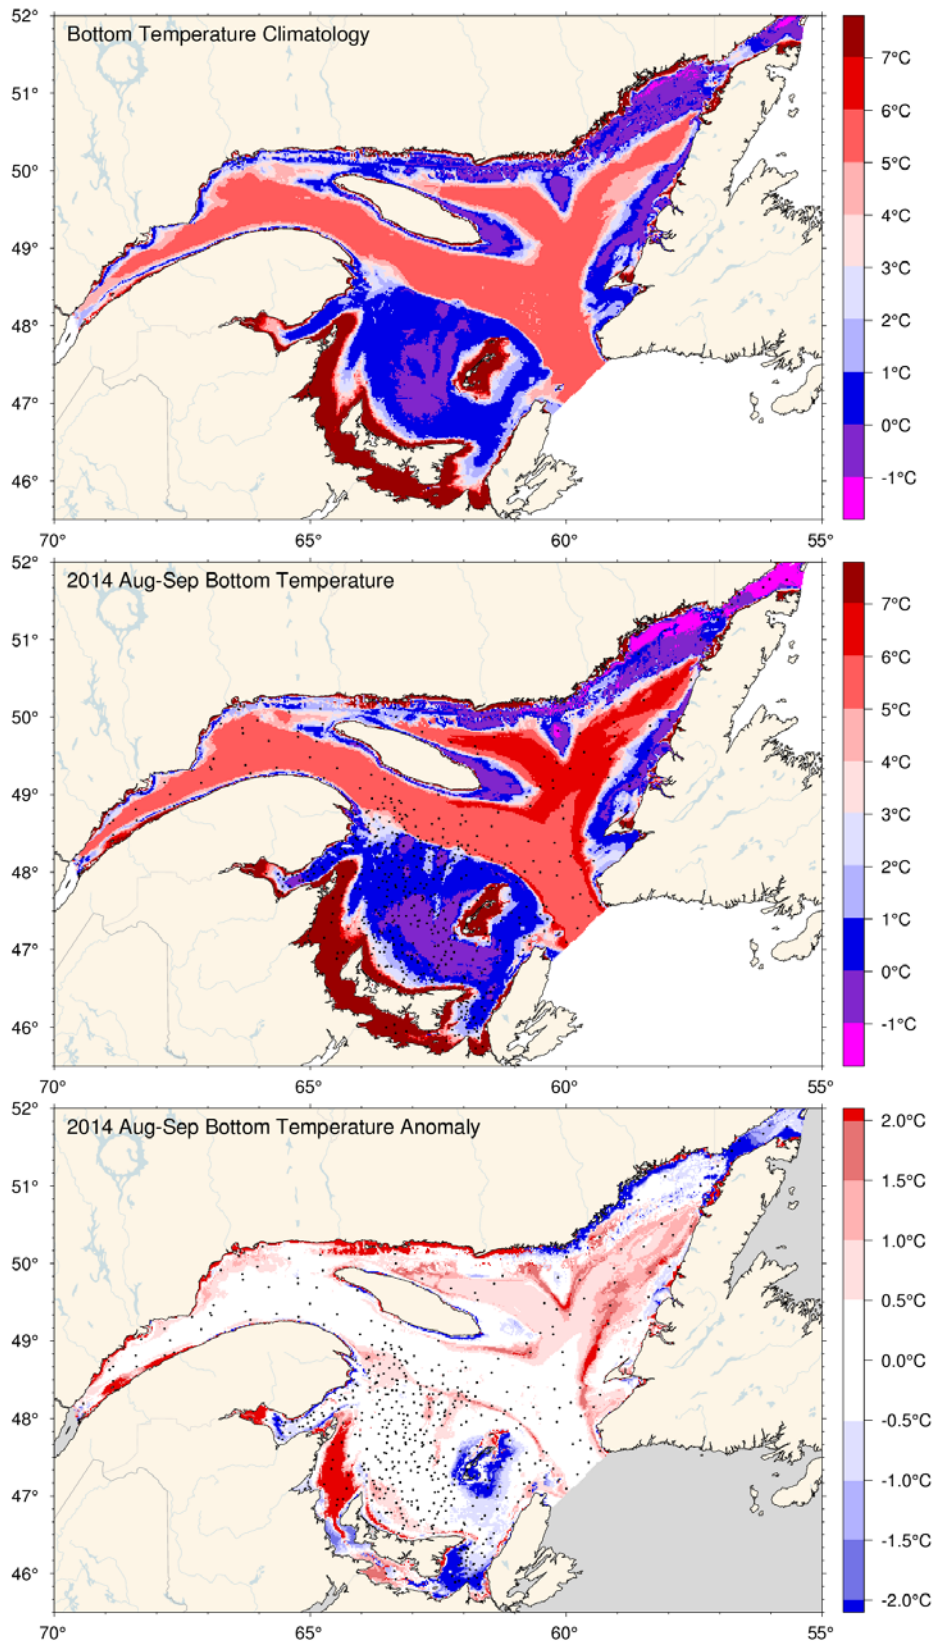 52°
Bottom Temperature Climatology
51°
50°
49°
48°
47°
46°
70° 65° 60° 55°
7°C
6°C
5°C
4°C
3°C
2°C
1°C
0°C
-1°C
52°
2014 Aug-Sep Bottom Temperature
51°
50°
49°
48°
47°
46°
70° 65° 60° 55°
7°C
6°C
5°C
4°C
3°C
2°C
1°C
0°C
-1°C
52°
2014 Aug-Sep Bottom Temperature Anomaly
51°
50°
49°
48°
47°
46°
70° 65° 60° 55°
2.0°C
1.5°C
1.0°C
0.5°C
0.0°C
-0.5°C
-1.0°C
-1.5°C
-2.0°C